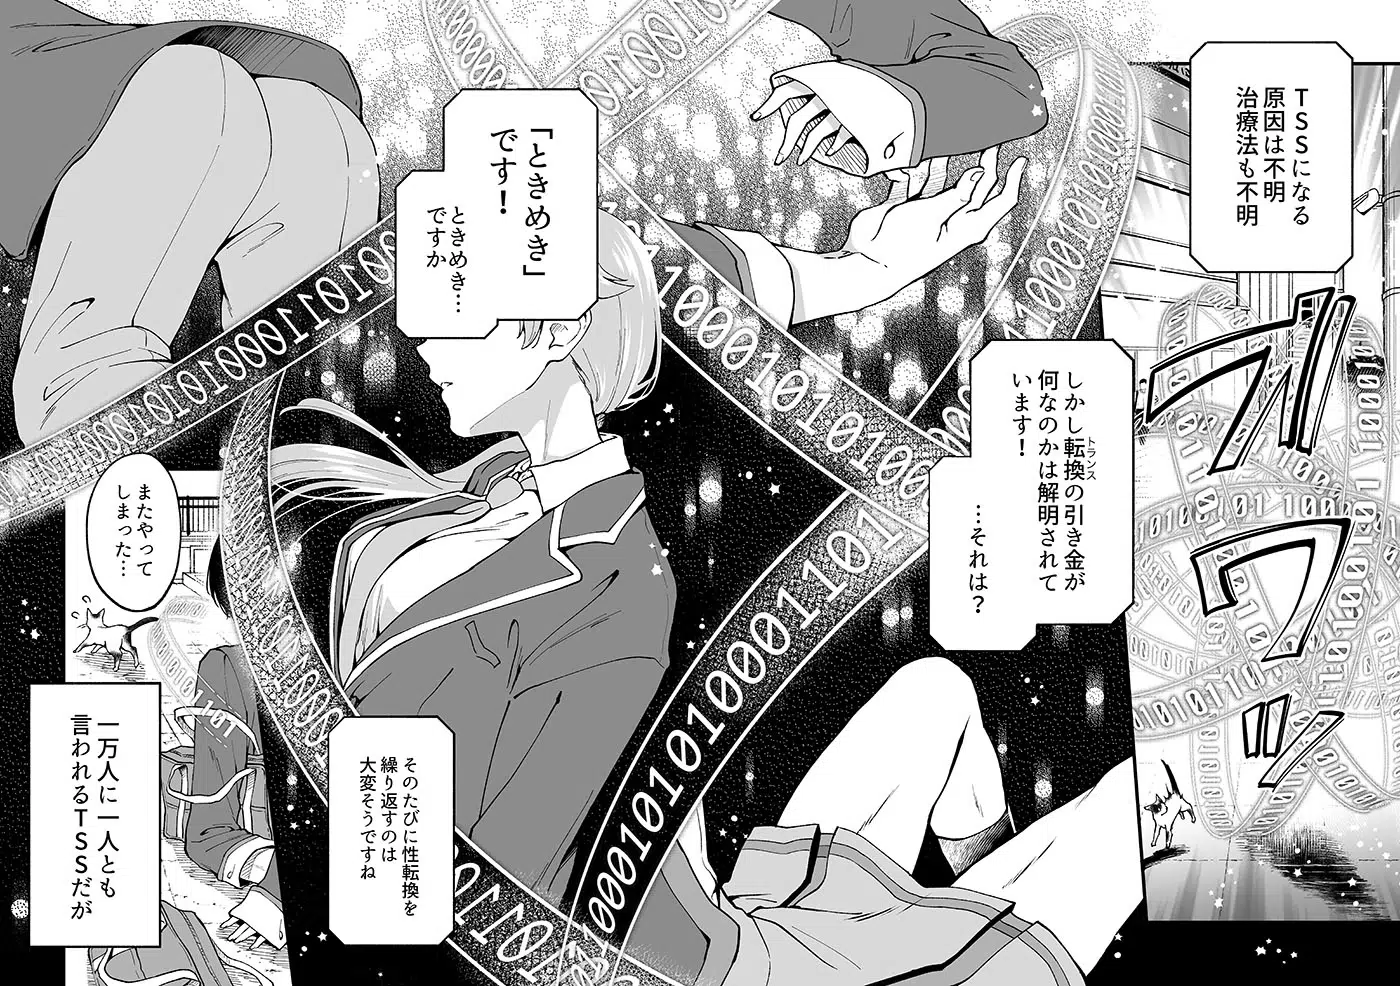 TSSになる
原因は不明
治療法も不明
ヴ
ワ
ッ
しかし転換の引き金が
トランス
何なのかは解明されて
います！
…それは？
「ときめき」
です！
ときめき…
ですか
そのたびに性転換を
繰り返すのは
大変そうですね
またやって
しまった…
一万人に一人とも
言われるTSSだが